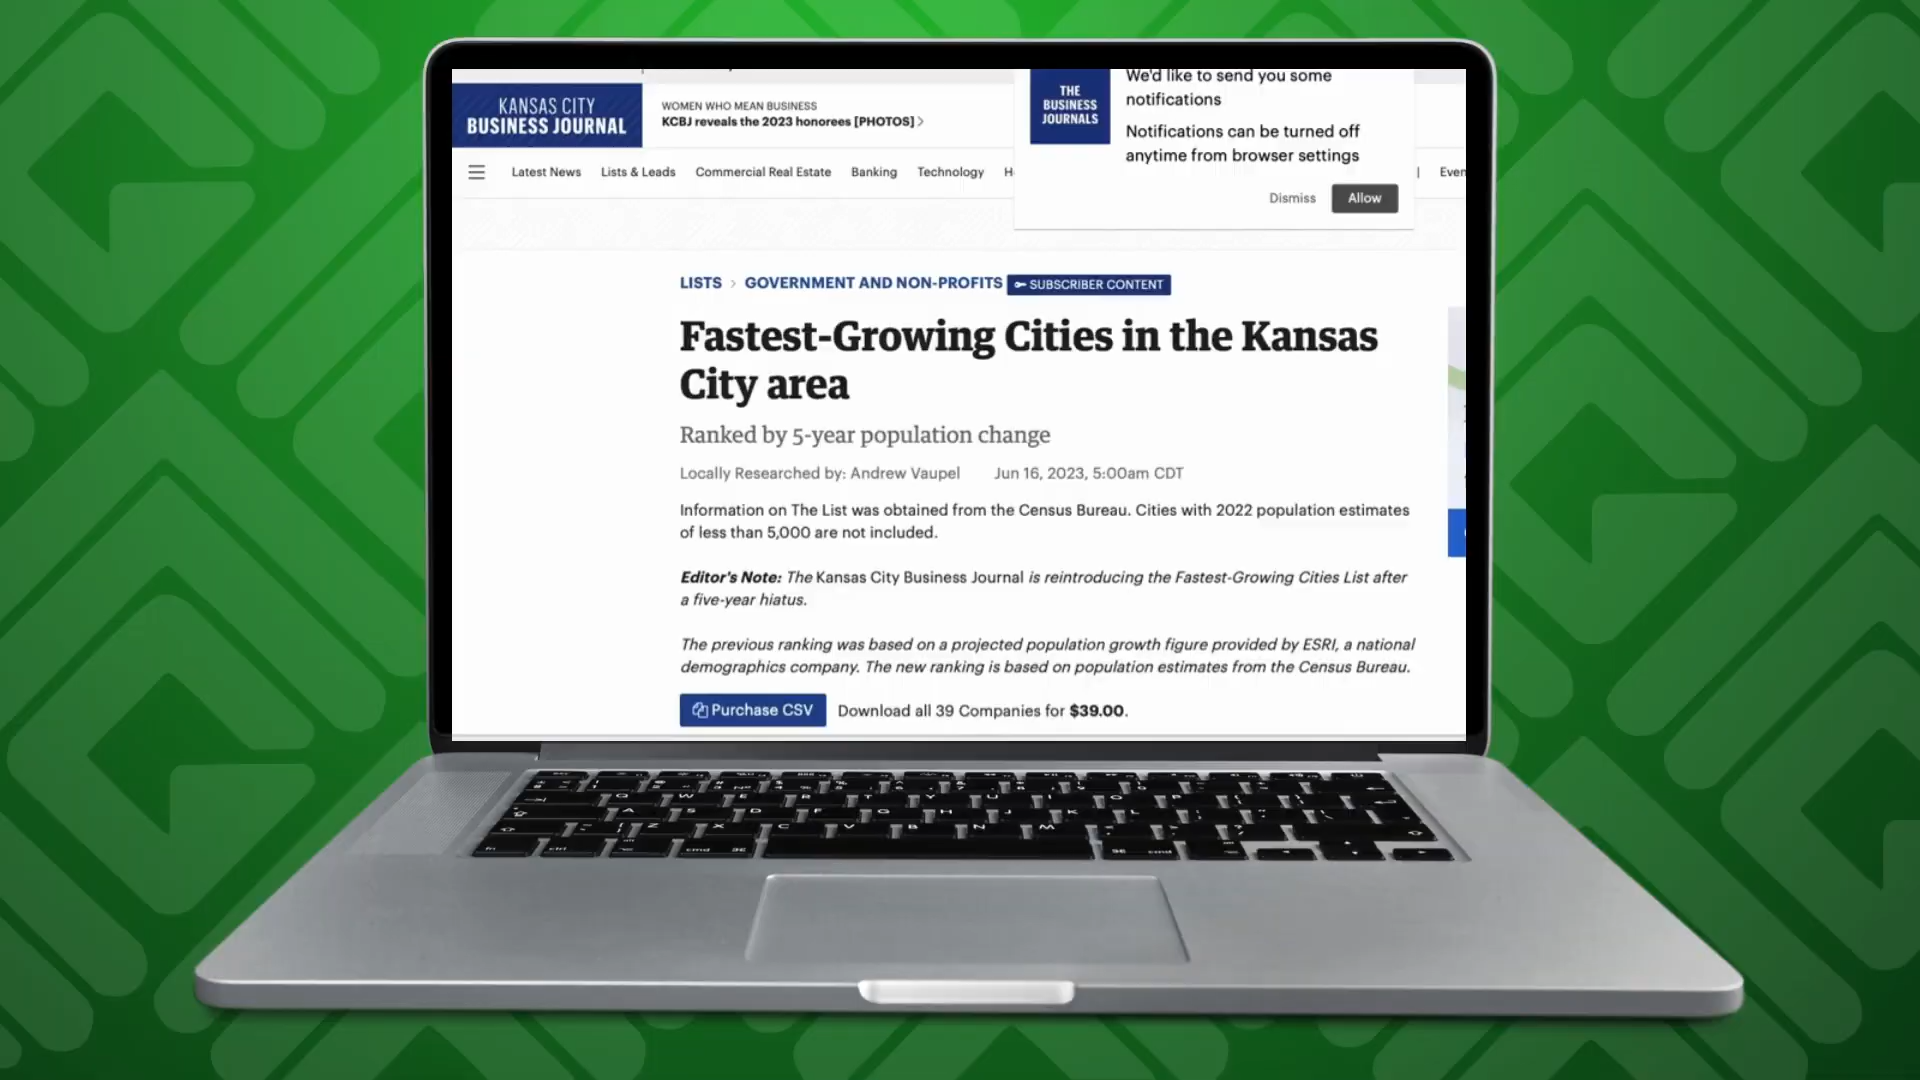 KANSAS CITY
BUSINESS JOURNAL
WOMEN WHO MEAN BUSINESS
KCBJ reveals the 2023 honorees [PHOTOS] >
THE
BUSINESS
JOURNALS
We'd like to send you some
notifications
Notifications can be turned off
anytime from browser settings
Dismiss Allow
Latest News Lists & Leads Commercial Real Estate Banking Technology
LISTS > GOVERNMENT AND NON-PROFITS SUBSCRIBER CONTENT
Fastest-Growing Cities in the Kansas
City area
Ranked by 5-year population change
Locally Researched by: Andrew Vaupel Jun 16, 2023, 5:00am CDT
Information on The List was obtained from the Census Bureau. Cities with 2022 population estimates
of less than 5,000 are not included.
Editor's Note: The Kansas City Business Journal is reintroducing the Fastest-Growing Cities List after
a five-year hiatus.
The previous ranking was based on a projected population growth figure provided by ESRI, a national
demographics company. The new ranking is based on population estimates from the Census Bureau.
Purchase CSV Download all 39 Companies for $39.00.
Q W E R T Y U I O P
A S D F G H J K L
Z X C V B N M
fn ctrl cmd cmd